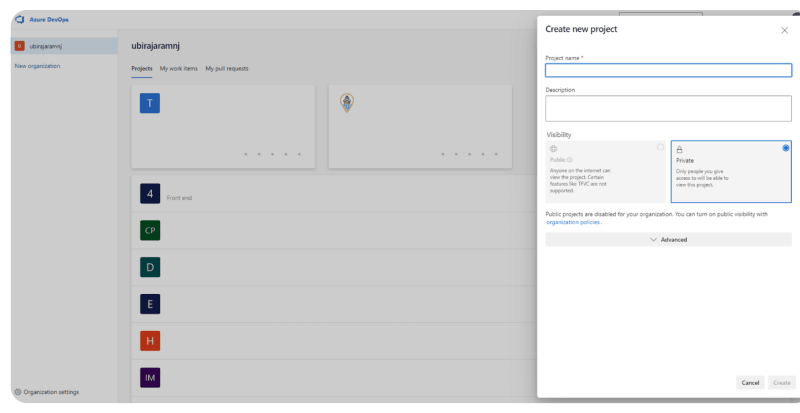 Azure DevOps
U
ubirajaramnj
New organization
Organization settings
ubirajaramnj
Projects
My work items
My pull requests
T
4
Front end
CP
D
E
H
IM
Create new project
Project name *
Description
Visibility
Public
Anyone on the internet can
view the project. Certain
features like TFVC are not
supported.
Private
Only people you give
access to will be able to
view this project.
Public projects are disabled for your organization. You can turn on public visibility with
organization policies.
Advanced
Cancel
Create